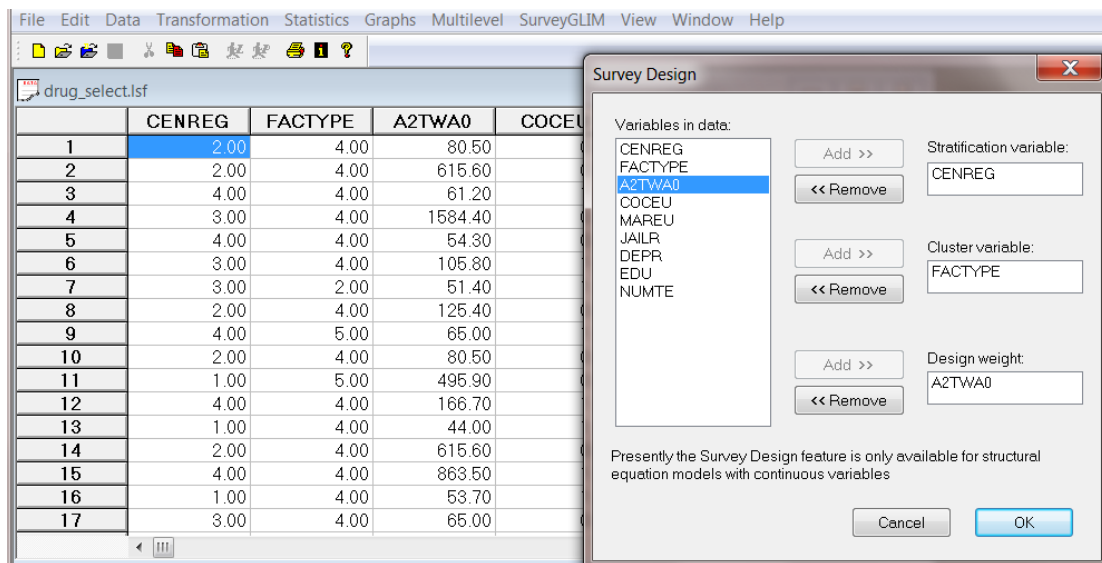 File Edit Data Transformation Statistics Graphs Multilevel SurveyGLIM View Window Help
drug_select.lsf
CENREG FACTYPE A2TWA0 COCEU
1 2.00 4.00 80.50
2 2.00 4.00 615.60
3 4.00 4.00 61.20
4 3.00 4.00 1584.40
5 4.00 4.00 54.30
6 3.00 4.00 105.80
7 3.00 2.00 51.40
8 2.00 4.00 125.40
9 4.00 5.00 65.00
10 2.00 4.00 80.50
11 1.00 5.00 495.90
12 4.00 4.00 166.70
13 1.00 4.00 44.00
14 2.00 4.00 615.60
15 4.00 4.00 863.50
16 1.00 4.00 53.70
17 3.00 4.00 65.00
Survey Design
Variables in data:
CENREG
FACTYPE
A2TWA0
COCEU
MAREU
JAILR
DEPR
EDU
NUMTE
Add >>
<< Remove
Stratification variable:
CENREG
Add >>
<< Remove
Cluster variable:
FACTYPE
Add >>
<< Remove
Design weight:
A2TWA0
Presently the Survey Design feature is only available for structural
equation models with continuous variables
Cancel OK